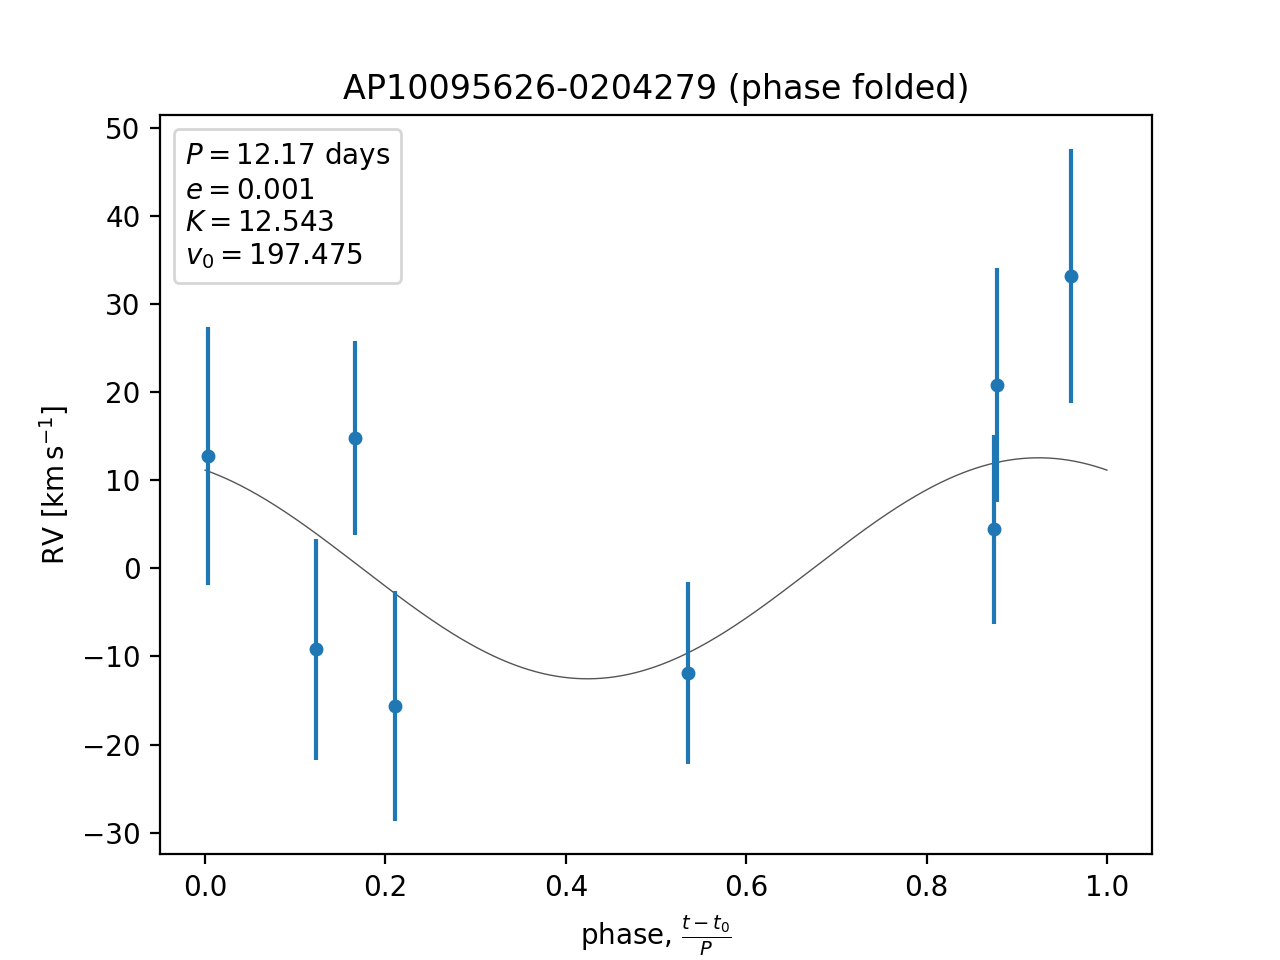 AP10095626-0204279 (phase folded)
P = 12.17 days
e = 0.001
K = 12.543
v₀ = 197.475
50
40
30
20
10
0
−10
−20
−30
RV [km s⁻¹]
0.0 0.2 0.4 0.6 0.8 1.0
phase, (t − t₀)/P